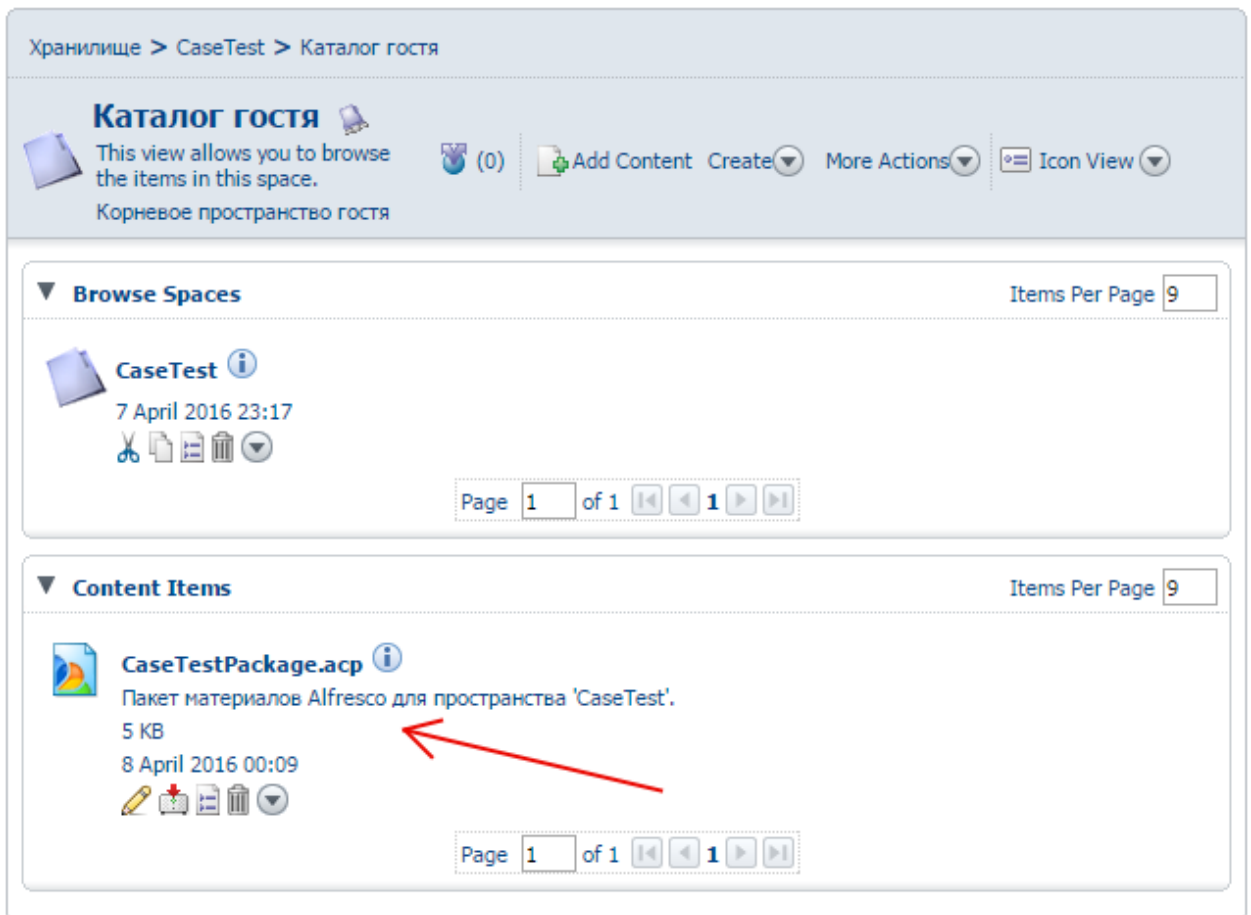 Хранилище > CaseTest > Каталог гостя
Каталог гостя
This view allows you to browse
the items in this space.
Корневое пространство гостя
(0) Add Content Create More Actions Icon View
Browse Spaces Items Per Page 9
CaseTest
7 April 2016 23:17
Page 1 of 1 1
Content Items Items Per Page 9
CaseTestPackage.acp
Пакет материалов Alfresco для пространства 'CaseTest'.
5 KB
8 April 2016 00:09
Page 1 of 1 1